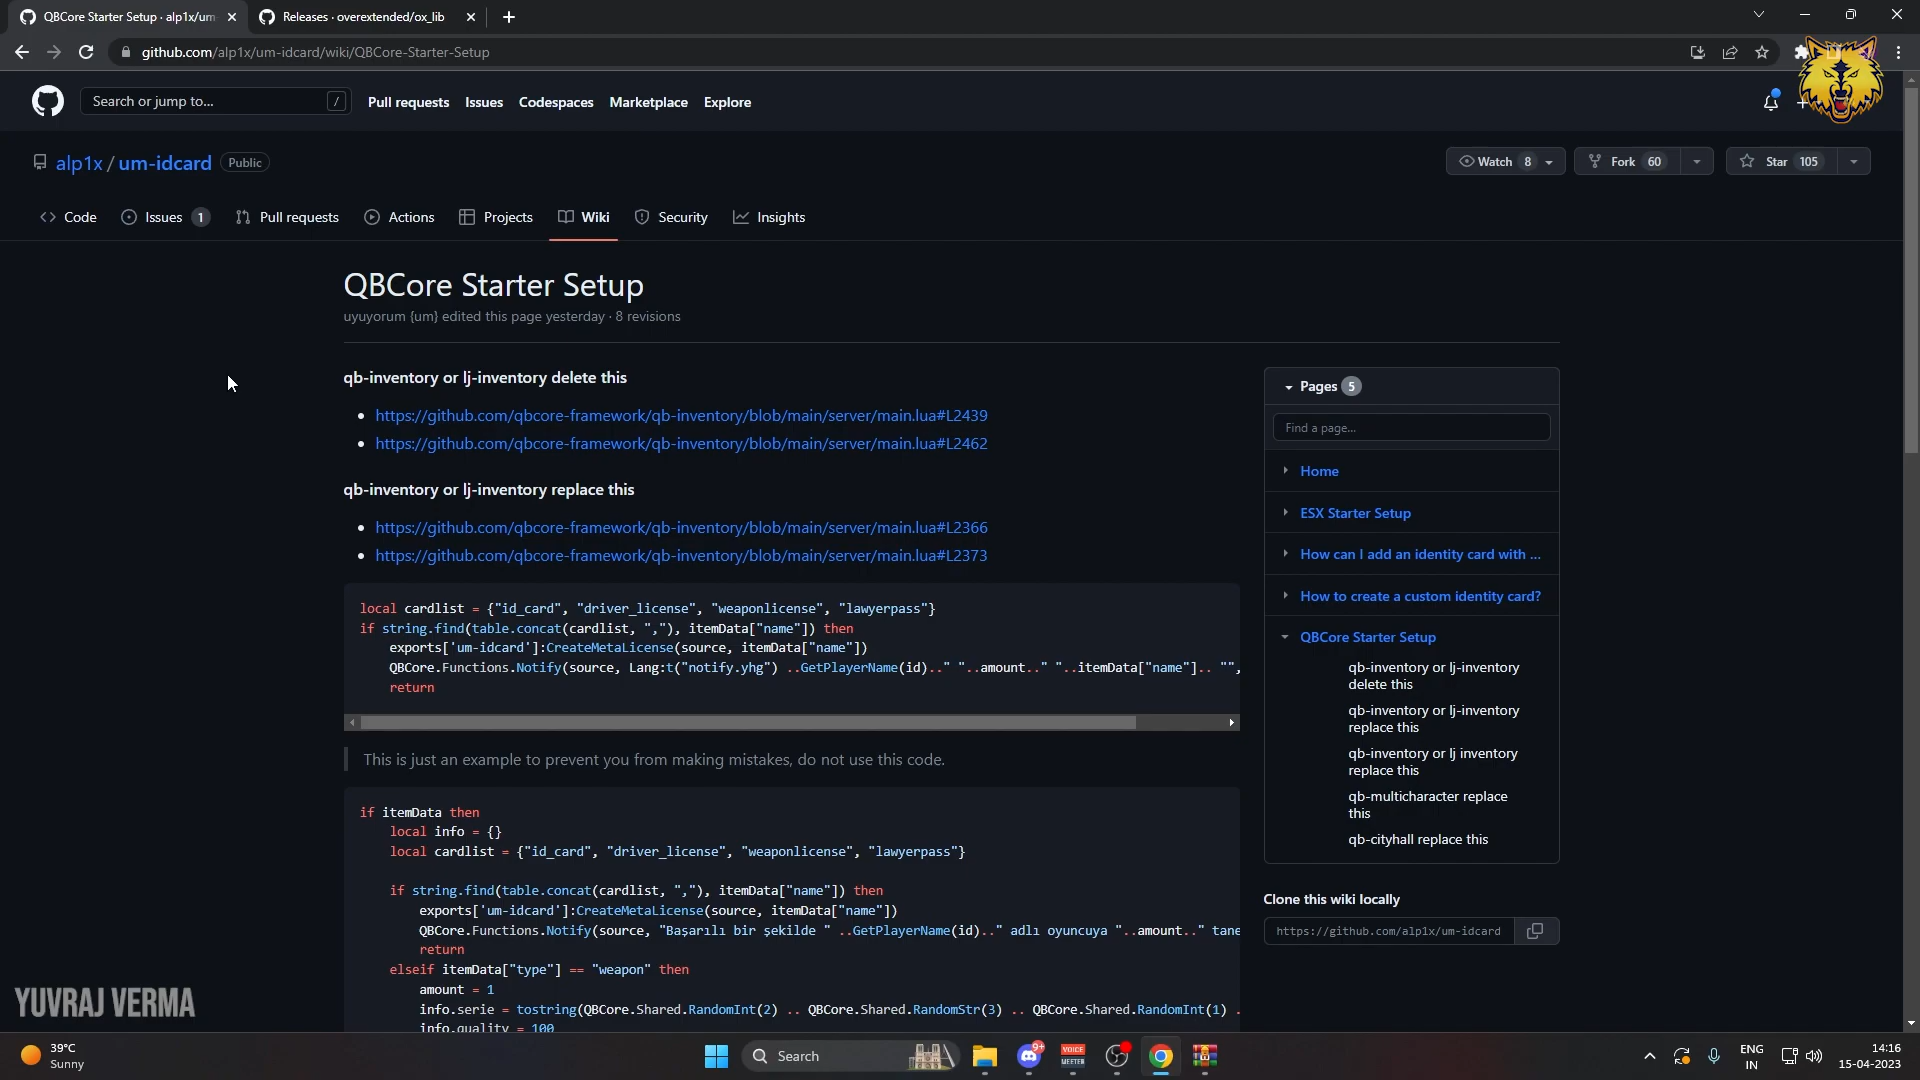 QBCore Starter Setup · alp1x/um-
Releases · overextended/ox_lib
github.com/alp1x/um-idcard/wiki/QBCore-Starter-Setup
Search or jump to...
/
Pull requests
Issues
Codespaces
Marketplace
Explore
alp1x / um-idcard
Public
Watch 8
Fork 60
Star 105
Code
Issues 1
Pull requests
Actions
Projects
Wiki
Security
Insights
QBCore Starter Setup
uyuyorum {um} edited this page yesterday · 8 revisions
qb-inventory or lj-inventory delete this
https://github.com/qbcore-framework/qb-inventory/blob/main/server/main.lua#L2439
https://github.com/qbcore-framework/qb-inventory/blob/main/server/main.lua#L2462
qb-inventory or lj-inventory replace this
https://github.com/qbcore-framework/qb-inventory/blob/main/server/main.lua#L2366
https://github.com/qbcore-framework/qb-inventory/blob/main/server/main.lua#L2373
local cardlist = {"id_card", "driver_license", "weaponlicense", "lawyerpass"}
if string.find(table.concat(cardlist, ","), itemData["name"]) then
exports['um-idcard']:CreateMetaLicense(source, itemData["name"])
QBCore.Functions.Notify(source, Lang:t("notify.yhg") ..GetPlayerName(id).." "..amount.." "..itemData["name"].. "",
return
This is just an example to prevent you from making mistakes, do not use this code.
if itemData then
local info = {}
local cardlist = {"id_card", "driver_license", "weaponlicense", "lawyerpass"}
if string.find(table.concat(cardlist, ","), itemData["name"]) then
exports['um-idcard']:CreateMetaLicense(source, itemData["name"])
QBCore.Functions.Notify(source, "Başarılı bir şekilde " ..GetPlayerName(id).." adlı oyuncuya "..amount.." tane
return
elseif itemData["type"] == "weapon" then
amount = 1
info.serie = tostring(QBCore.Shared.RandomInt(2) .. QBCore.Shared.RandomStr(3) .. QBCore.Shared.RandomInt(1) .
info.quality = 100
Pages 5
Find a page...
Home
ESX Starter Setup
How can I add an identity card with ...
How to create a custom identity card?
QBCore Starter Setup
qb-inventory or lj-inventory
delete this
qb-inventory or lj-inventory
replace this
qb-inventory or lj inventory
replace this
qb-multicharacter replace
this
qb-cityhall replace this
Clone this wiki locally
https://github.com/alp1x/um-idcard
YUVRAJ VERMA
39°C
Sunny
Search
9+
VOICE
MEETER
ENG
IN
14:16
15-04-2023